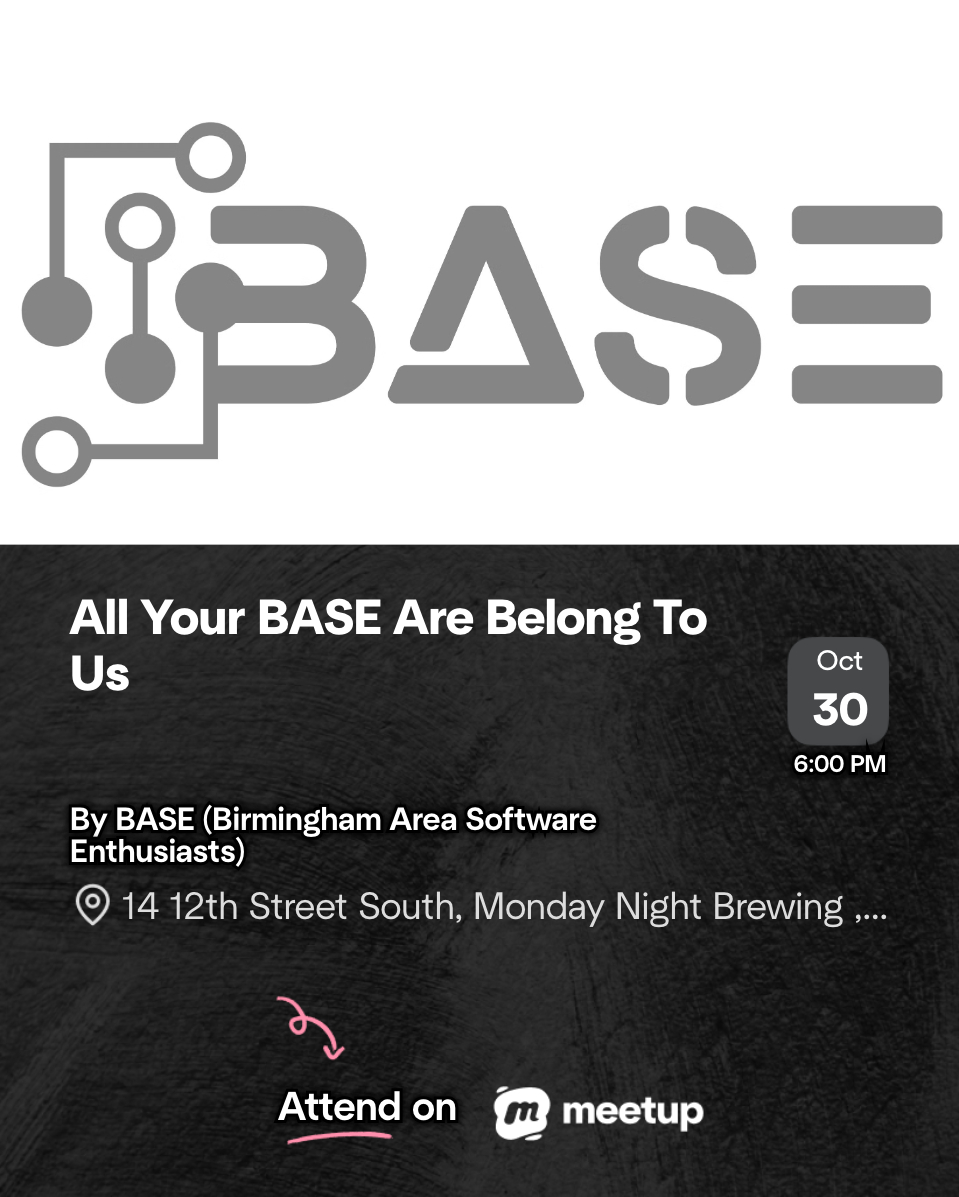 BASE
All Your BASE Are Belong To
Us
Oct
30
6:00 PM
By BASE (Birmingham Area Software
Enthusiasts)
14 12th Street South, Monday Night Brewing ,...
Attend on
meetup